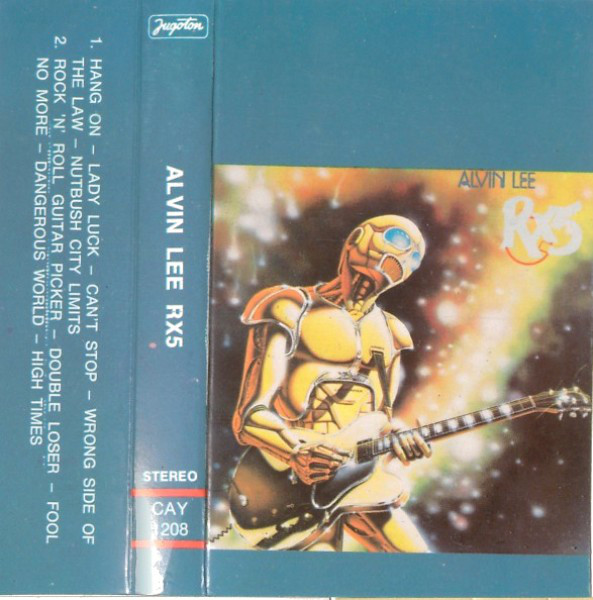 1. HANG ON – LADY LUCK – CAN'T STOP – WRONG SIDE OF
THE LAW – NUTBUSH CITY LIMITS
2. ROCK 'N' ROLL GUITAR PICKER – DOUBLE LOSER – FOOL
NO MORE – DANGEROUS WORLD – HIGH TIMES
Jugoton
ALVIN LEE RX5
STEREO
CAY
1208
ALVIN LEE
RX5